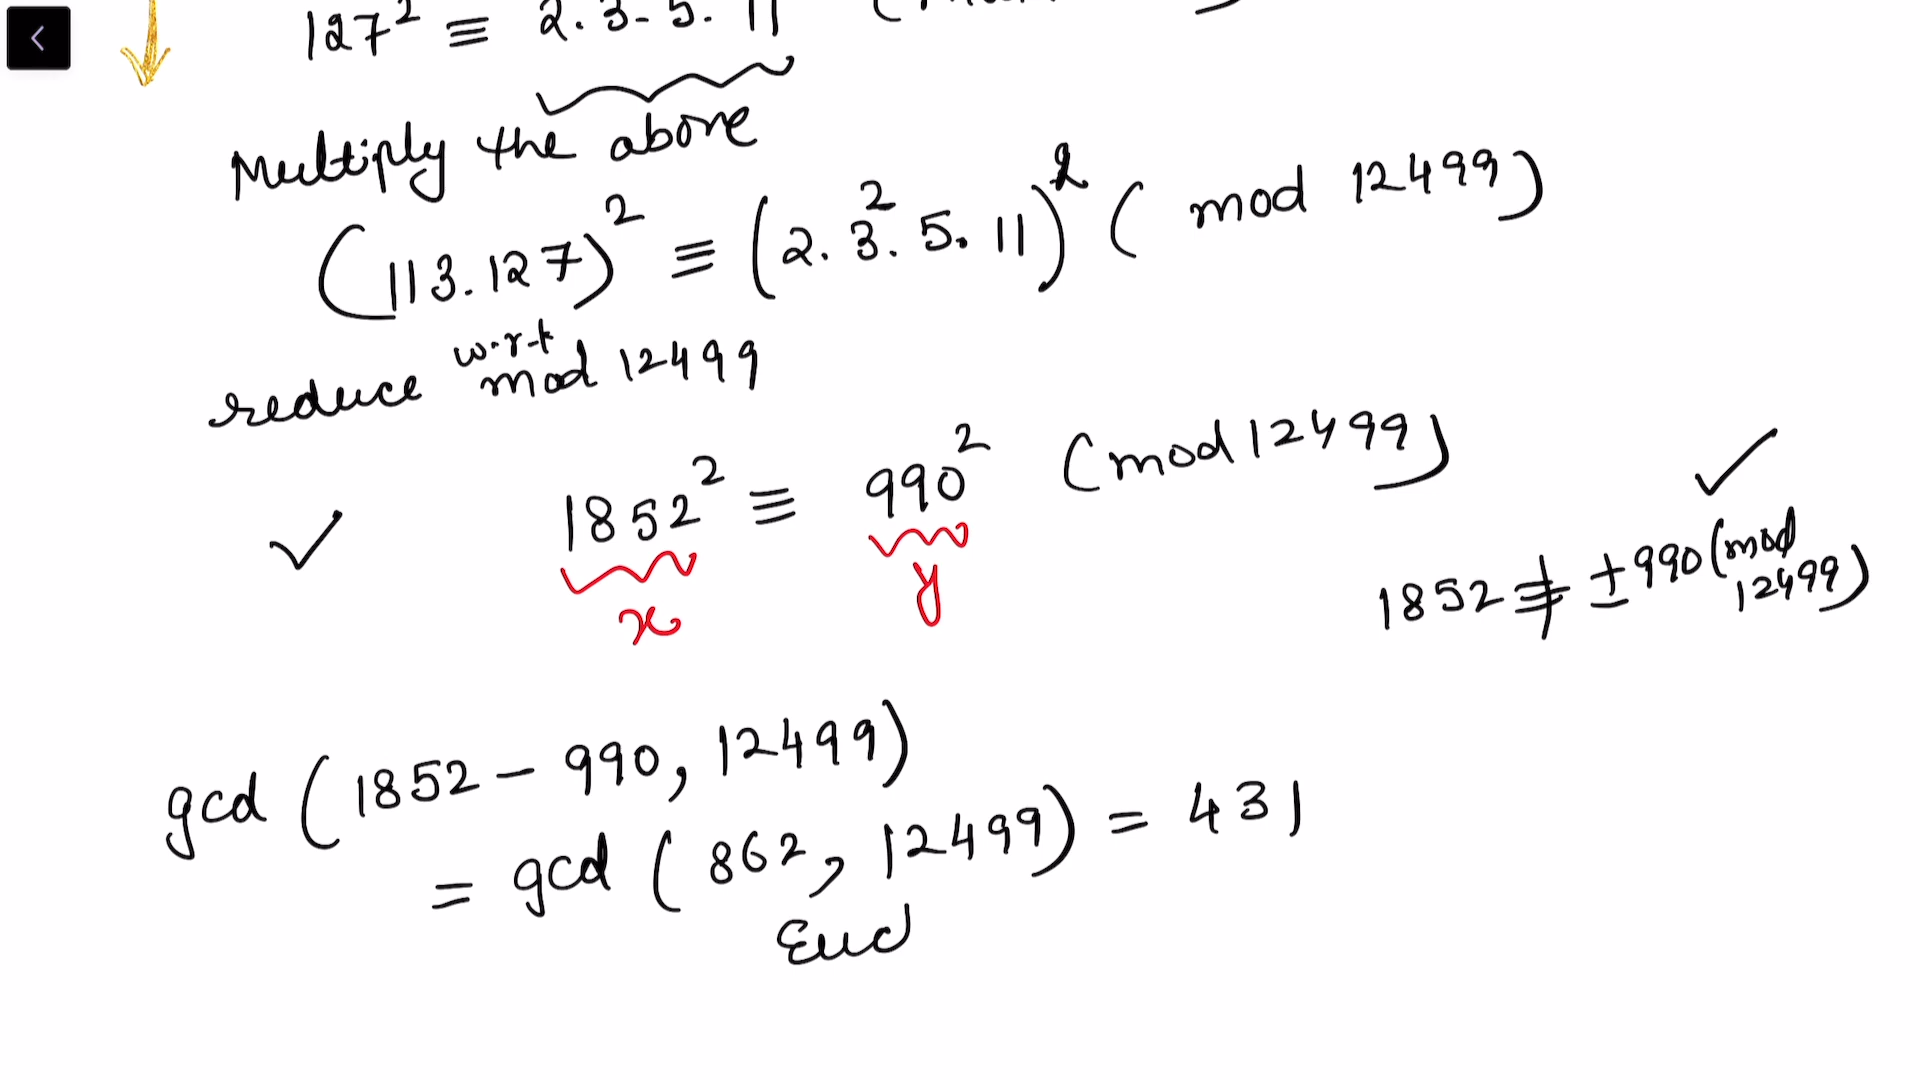 127² ≡ 2.3.5.11
Multiply the above
(113.127)² ≡ (2.3².5.11)² (mod 12499)
reduce w.r.t mod 12499
1852² ≡ 990² (mod 12499)
x y
1852 ≢ ±990 (mod 12499)
gcd (1852 - 990, 12499)
= gcd (862, 12499) = 431
Eucd